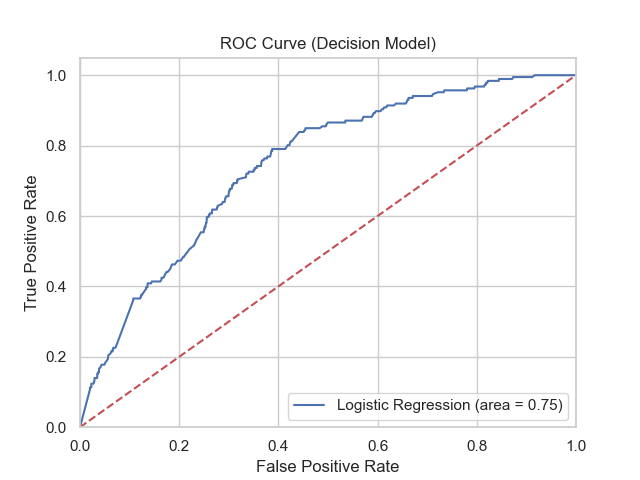 ROC Curve (Decision Model)
True Positive Rate
1.0
0.8
0.6
0.4
0.2
0.0
Logistic Regression (area = 0.75)
0.0 0.2 0.4 0.6 0.8 1.0
False Positive Rate